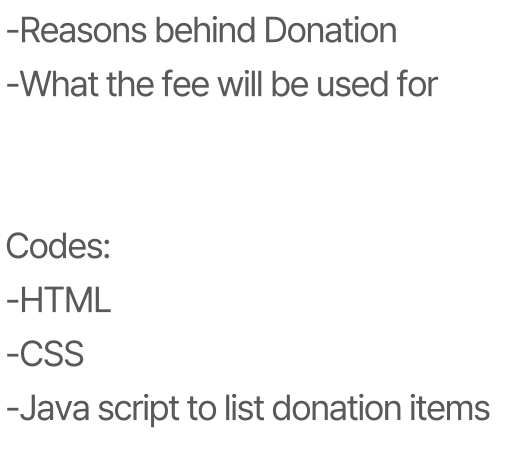 -Reasons behind Donation
-What the fee will be used for
Codes:
-HTML
-CSS
-Java script to list donation items